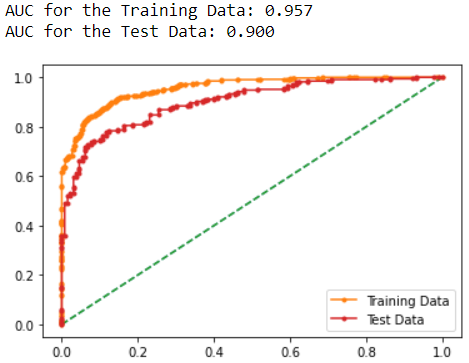 AUC for the Training Data: 0.957
AUC for the Test Data: 0.900
1.0
0.8
0.6
0.4
0.2
0.0
0.0 0.2 0.4 0.6 0.8 1.0
Training Data
Test Data